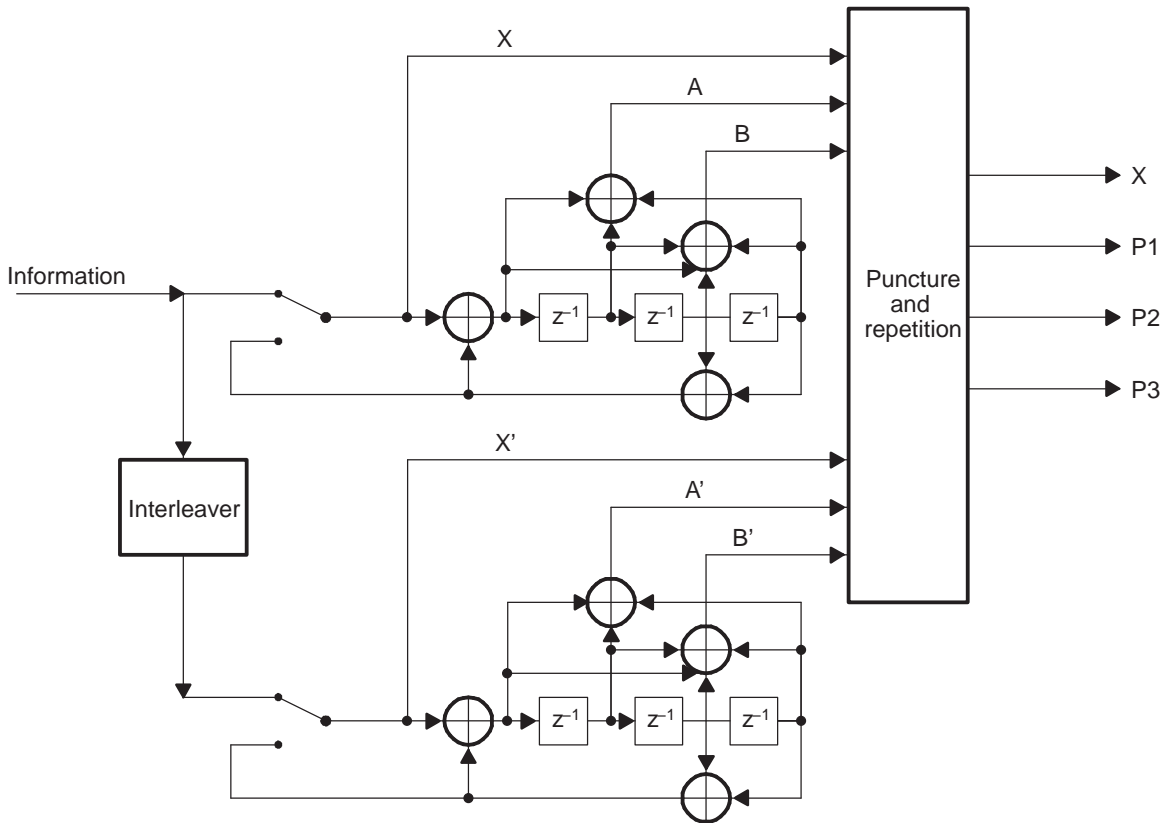 X
A
B
X
P1
Information
Puncture
and
repetition
z⁻¹ z⁻¹ z⁻¹
P2
P3
X’
A’
Interleaver
B’
z⁻¹ z⁻¹ z⁻¹